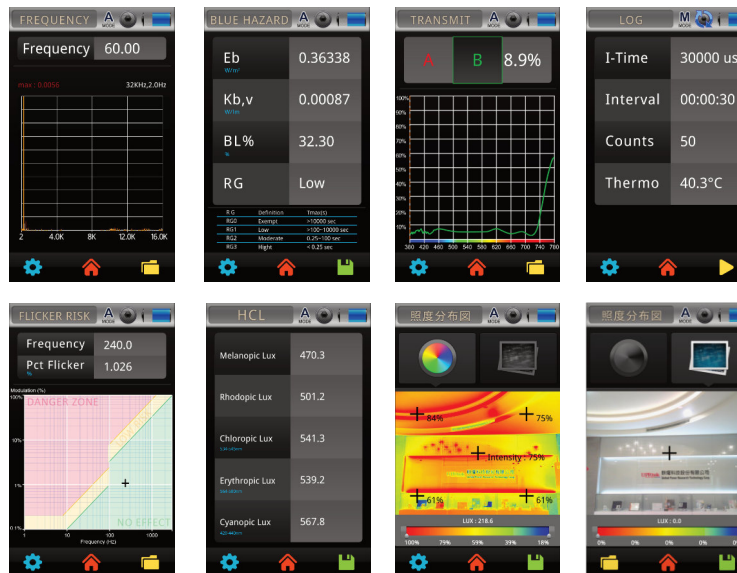 FREQUENCY A MODE
Frequency 60.00
max : 0.0056 32KHz,2.0Hz
2 4.0K 8K 12.0K 16.0K
BLUE HAZARD A MODE
Eb 0.36338
W/m²
Kb,v 0.00087
W/lm
BL% 32.30
%
RG Low
RG Definition Tmax(s)
RG0 Exempt >10000 sec
RG1 Low >100~10000 sec
RG2 Moderate 0.25~100 sec
RG3 Hight < 0.25 sec
TRANSMIT A MODE
A B 8.9%
100%
90%
80%
70%
60%
50%
40%
30%
20%
10%
380 420 460 500 540 580 620 660 700 740 780
LOG M MODE
I-Time 30000 us
Interval 00:00:30
Counts 50
Thermo 40.3°C
FLICKER RISK A MODE
Frequency 240.0
Pct Flicker 1.026
%
Modulation (%)
100%
DANGER ZONE
10%
1%
NO EFFECT
0.1%
1 10 100 1000
Frequency (Hz)
HCL A MODE
Melanopic Lux 470.3
Rhodopic Lux 501.2
Chloropic Lux 541.3
Erythropic Lux 539.2
Cyanopic Lux 567.8
照度分布図 A MODE
84% 75%
Intensity : 75%
61% 61%
LUX : 218.6
100% 79% 59% 39% 18%
照度分布図 A MODE
LUX : 0.0
0% 0% 0% 0%